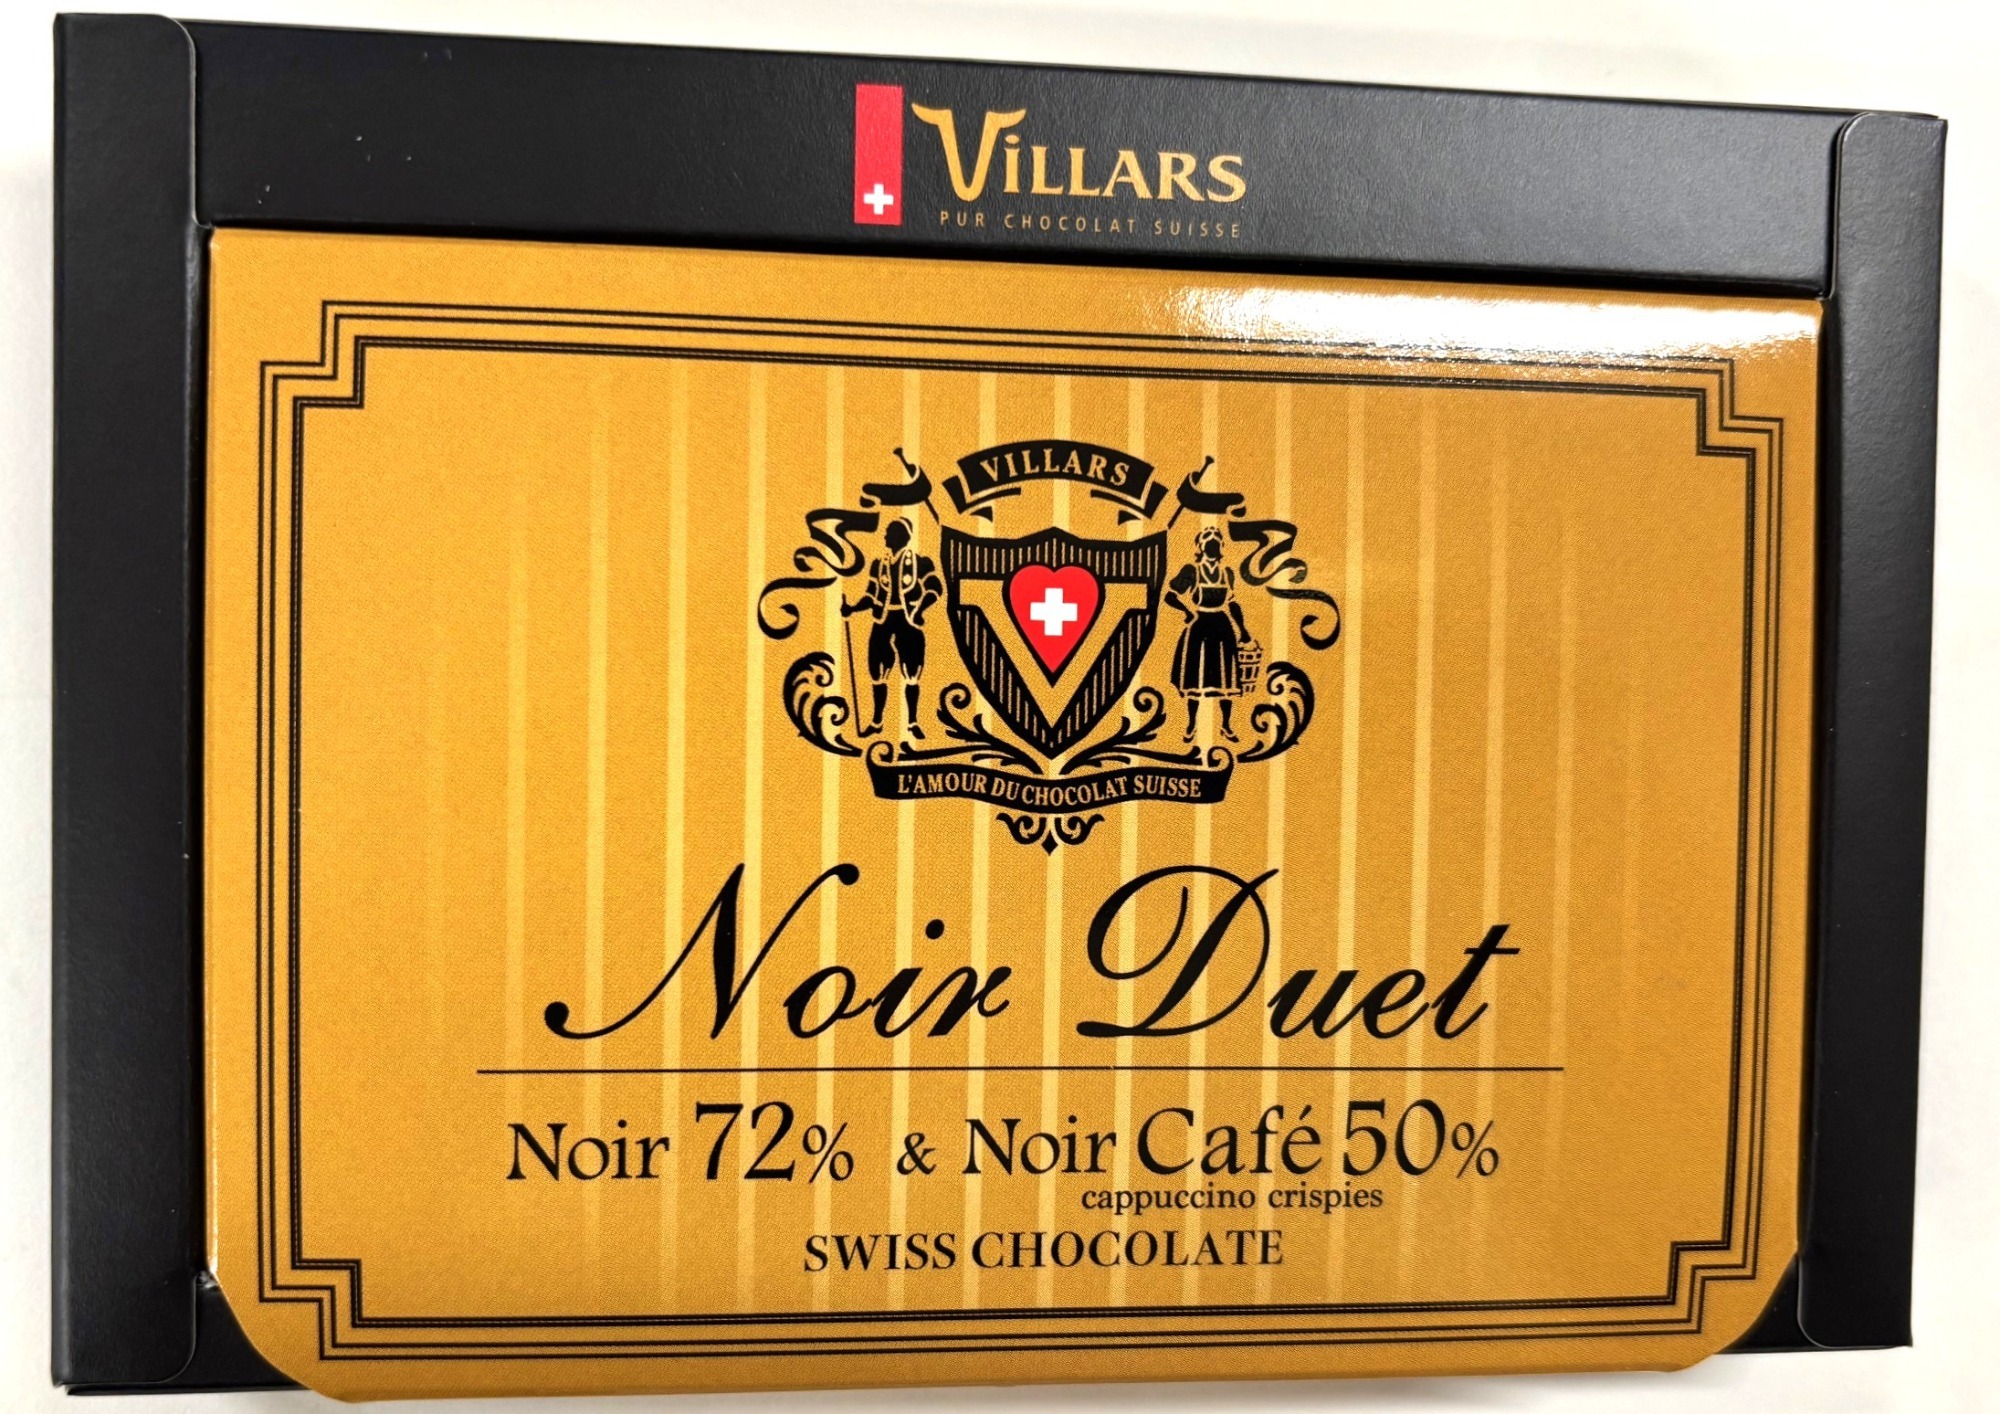 ViLLARS
PUR CHOCOLAT SUISSE
VILLARS
L'AMOUR DU CHOCOLAT SUISSE
Noir Duet
Noir 72% & Noir Café 50%
cappuccino crispies
SWISS CHOCOLATE